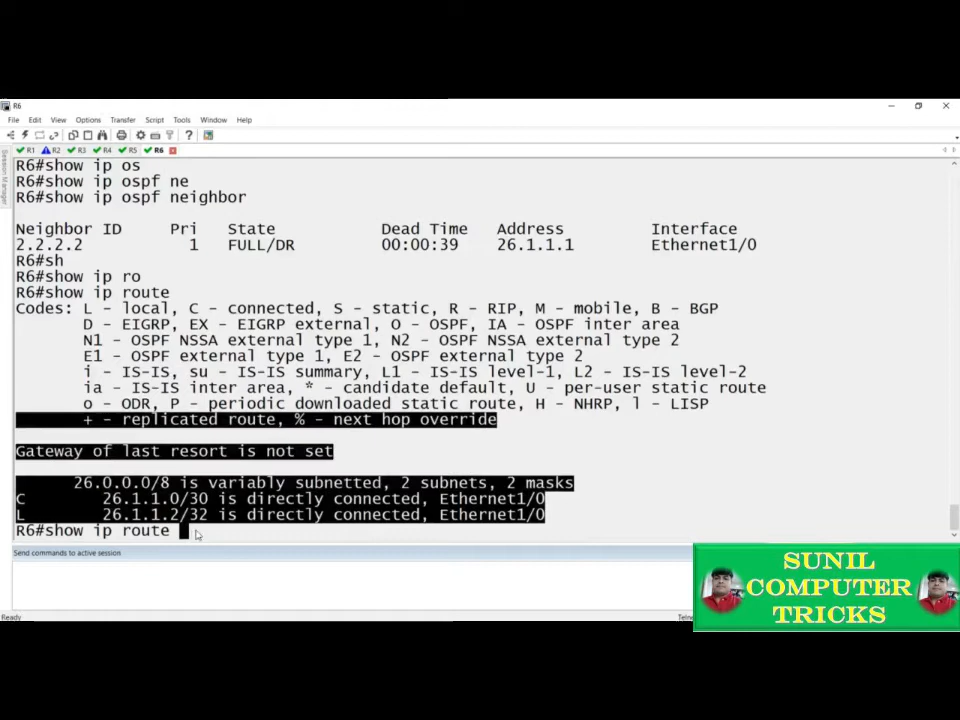 R6
File Edit View Options Transfer Script Tools Window Help
R1 R2 R3 R4 R5 R6
Session Manager
R6#show ip os
R6#show ip ospf ne
R6#show ip ospf neighbor
Neighbor ID Pri State Dead Time Address Interface
2.2.2.2 1 FULL/DR 00:00:39 26.1.1.1 Ethernet1/0
R6#sh
R6#show ip ro
R6#show ip route
Codes: L - local, C - connected, S - static, R - RIP, M - mobile, B - BGP
D - EIGRP, EX - EIGRP external, O - OSPF, IA - OSPF inter area
N1 - OSPF NSSA external type 1, N2 - OSPF NSSA external type 2
E1 - OSPF external type 1, E2 - OSPF external type 2
i - IS-IS, su - IS-IS summary, L1 - IS-IS level-1, L2 - IS-IS level-2
ia - IS-IS inter area, * - candidate default, U - per-user static route
o - ODR, P - periodic downloaded static route, H - NHRP, l - LISP
+ - replicated route, % - next hop override
Gateway of last resort is not set
26.0.0.0/8 is variably subnetted, 2 subnets, 2 masks
C 26.1.1.0/30 is directly connected, Ethernet1/0
L 26.1.1.2/32 is directly connected, Ethernet1/0
R6#show ip route
Send commands to active session
SUNIL
COMPUTER
TRICKS
Ready